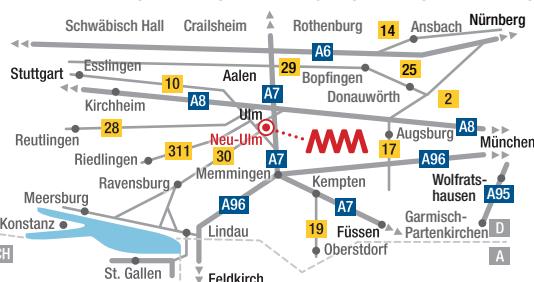 Schwäbisch Hall Crailsheim Rothenburg 14 Ansbach Nürnberg
A6
Stuttgart Esslingen Aalen 29 Bopfingen 25
10 Donauwörth 2
Kirchheim A8 A7
Ulm
Neu-Ulm
Reutlingen 28 Augsburg A8
Riedlingen 311 30 A7 17 A96 München
Memmingen
Ravensburg Kempten Wolfrats-
hausen A95
Meersburg A96 A7
Konstanz Lindau 19 Füssen Garmisch-
Partenkirchen D
Oberstdorf A
CH
St. Gallen Feldkirch